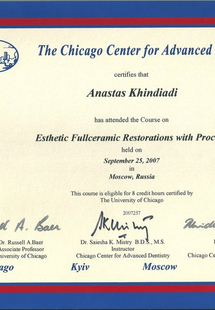 The Chicago Center for Advanced
certifies that
Anastas Khindiadi
has attended the Course on
Esthetic Fullceramic Restorations with Proc
held on
September 25, 2007
in
Moscow, Russia
This course is eligible for 8 credit hours certified by
The University of Chicago
2007257
Dr. Russell A.Baer
Associate Professor
University of Chicago
Dr. Saiesha K. Mistry B.D.S., M.S.
Instructor
Chicago Center for Advanced Dentistry
Chicago C
ago Kyiv Moscow